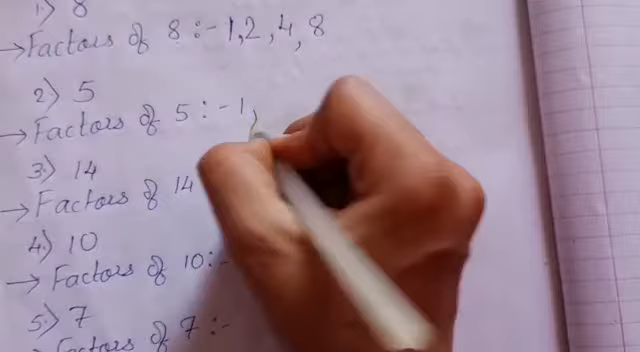 1) 8
→ Factors of 8 :- 1, 2, 4, 8
2) 5
→ Factors of 5 :- 1,
3) 14
→ Factors of 14
4) 10
→ Factors of 10:-
5) 7
Factors of 7 :-